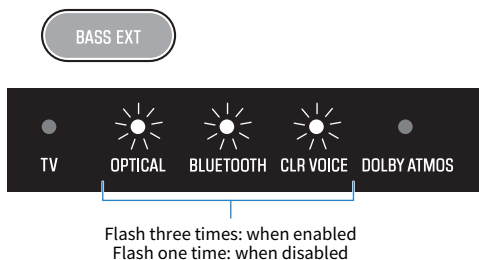 BASS EXT
TV OPTICAL BLUETOOTH CLR VOICE DOLBY ATMOS
Flash three times: when enabled
Flash one time: when disabled